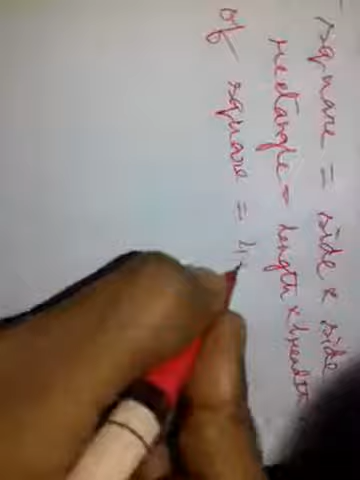 square = side x side
rectangle = length x breadth
of square = 4